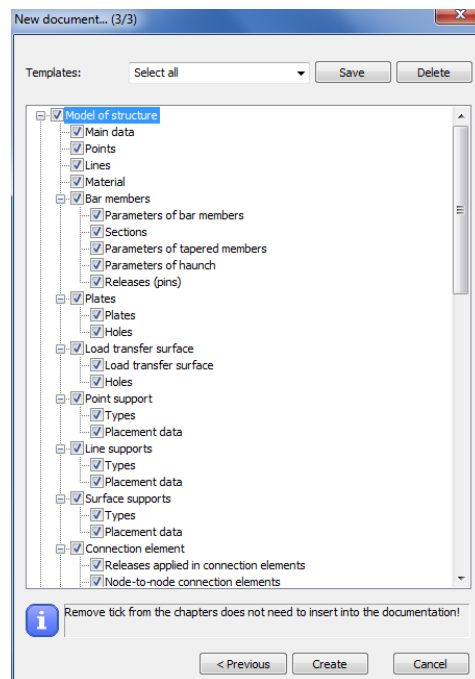 New document... (3/3)
Templates:
Select all
Save
Delete
Model of structure
Main data
Points
Lines
Material
Bar members
Parameters of bar members
Sections
Parameters of tapered members
Parameters of haunch
Releases (pins)
Plates
Plates
Holes
Load transfer surface
Load transfer surface
Holes
Point support
Types
Placement data
Line supports
Types
Placement data
Surface supports
Types
Placement data
Connection element
Releases applied in connection elements
Node-to-node connection elements
Remove tick from the chapters does not need to insert into the documentation!
< Previous
Create
Cancel